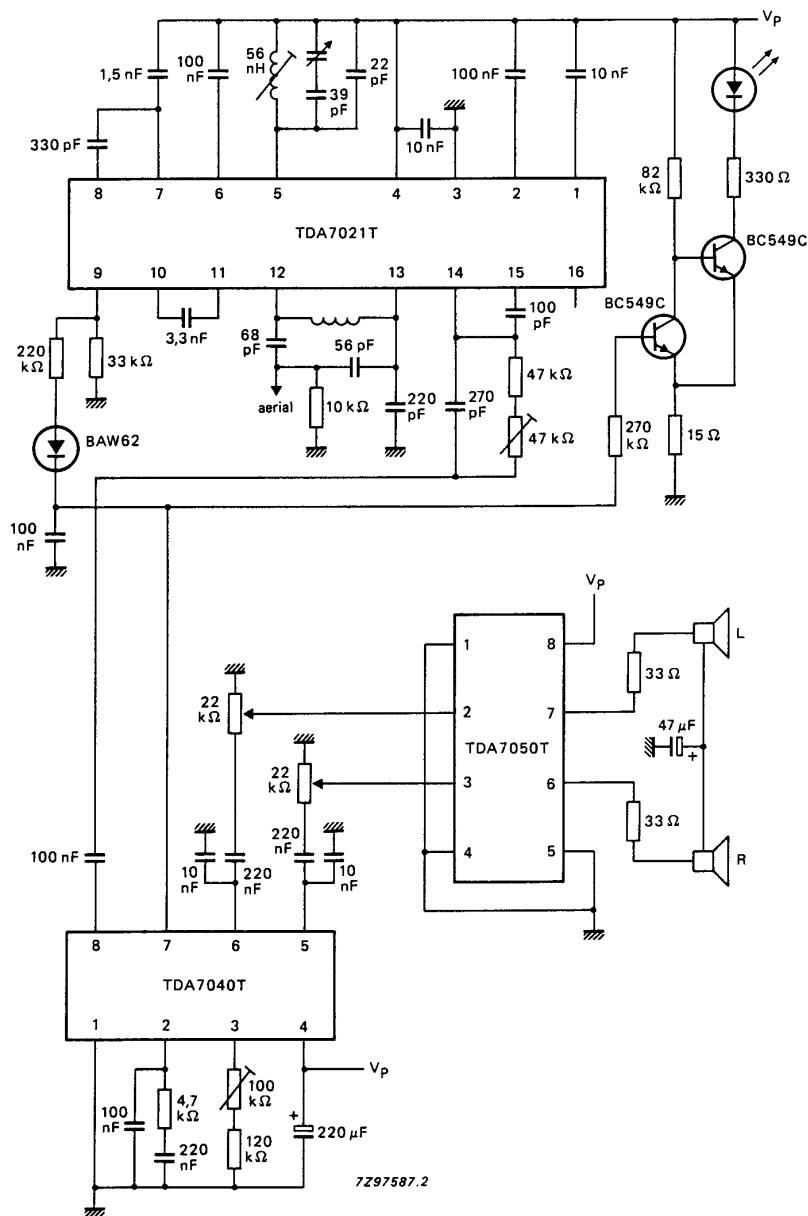 Vp
1,5 nF
100 nF
56 nH
39 pF
22 pF
100 nF
10 nF
330 pF
10 nF
82 kΩ
330 Ω
8 7 6 5 4 3 2 1
TDA7021T
9 10 11 12 13 14 15 16
BC549C
BC549C
220 kΩ
33 kΩ
3,3 nF
68 pF
56 pF
100 pF
aerial
10 kΩ
220 pF
270 pF
47 kΩ
47 kΩ
270 kΩ
15 Ω
BAW62
100 nF
Vp
1 8
2 7
TDA7050T
3 6
4 5
33 Ω
L
47 µF
+
33 Ω
R
22 kΩ
22 kΩ
100 nF
10 nF
220 nF
220 nF
10 nF
8 7 6 5
TDA7040T
1 2 3 4
Vp
100 nF
4,7 kΩ
220 nF
100 kΩ
120 kΩ
+
220 µF
7Z97587.2